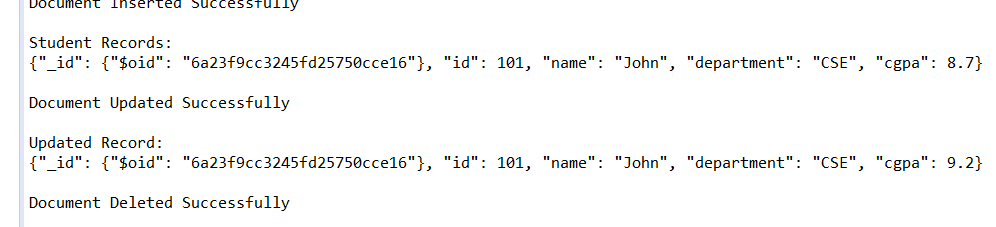 Document Inserted Successfully
Student Records:
{"_id": {"$oid": "6a23f9cc3245fd25750cce16"}, "id": 101, "name": "John", "department": "CSE", "cgpa": 8.7}
Document Updated Successfully
Updated Record:
{"_id": {"$oid": "6a23f9cc3245fd25750cce16"}, "id": 101, "name": "John", "department": "CSE", "cgpa": 9.2}
Document Deleted Successfully